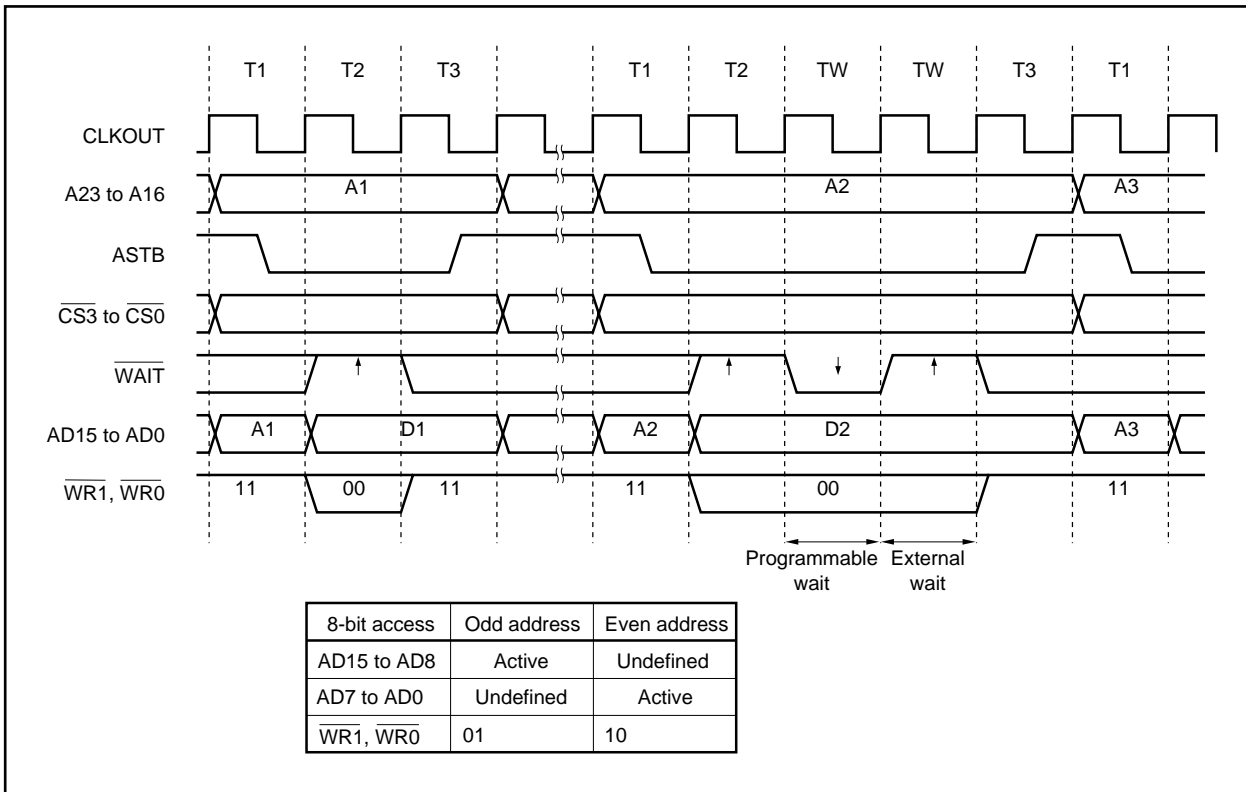 T1 T2 T3 T1 T2 TW TW T3 T1
CLKOUT
A23 to A16 A1 A2 A3
ASTB
CS3 to CS0
WAIT
AD15 to AD0 A1 D1 A2 D2 A3
WR1, WR0 11 00 11 11 00 11
Programmable wait
External wait
8-bit access Odd address Even address
AD15 to AD8 Active Undefined
AD7 to AD0 Undefined Active
WR1, WR0 01 10